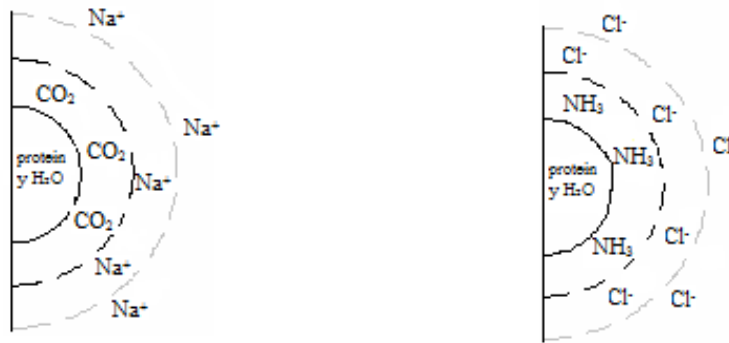 Na⁺
CO₂
Na⁺
CO₂
protein
y H₂O
Na⁺
CO₂
Na⁺
Na⁺
Cl⁻
Cl⁻
NH₃
Cl⁻
Cl
NH₃
protein
y H₂O
Cl⁻
NH₃
Cl⁻
Cl⁻